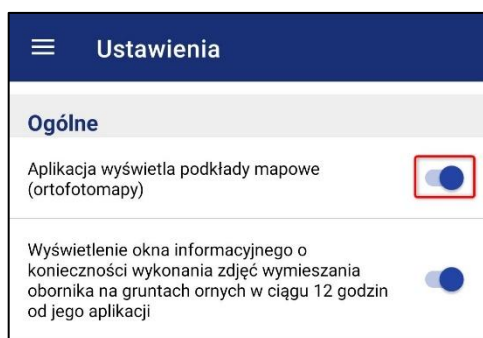 Ustawienia
Ogólne
Aplikacja wyświetla podkłady mapowe
(ortofotomapy)
Wyświetlenie okna informacyjnego o
konieczności wykonania zdjęć wymieszania
obornika na gruntach ornych w ciągu 12 godzin
od jego aplikacji